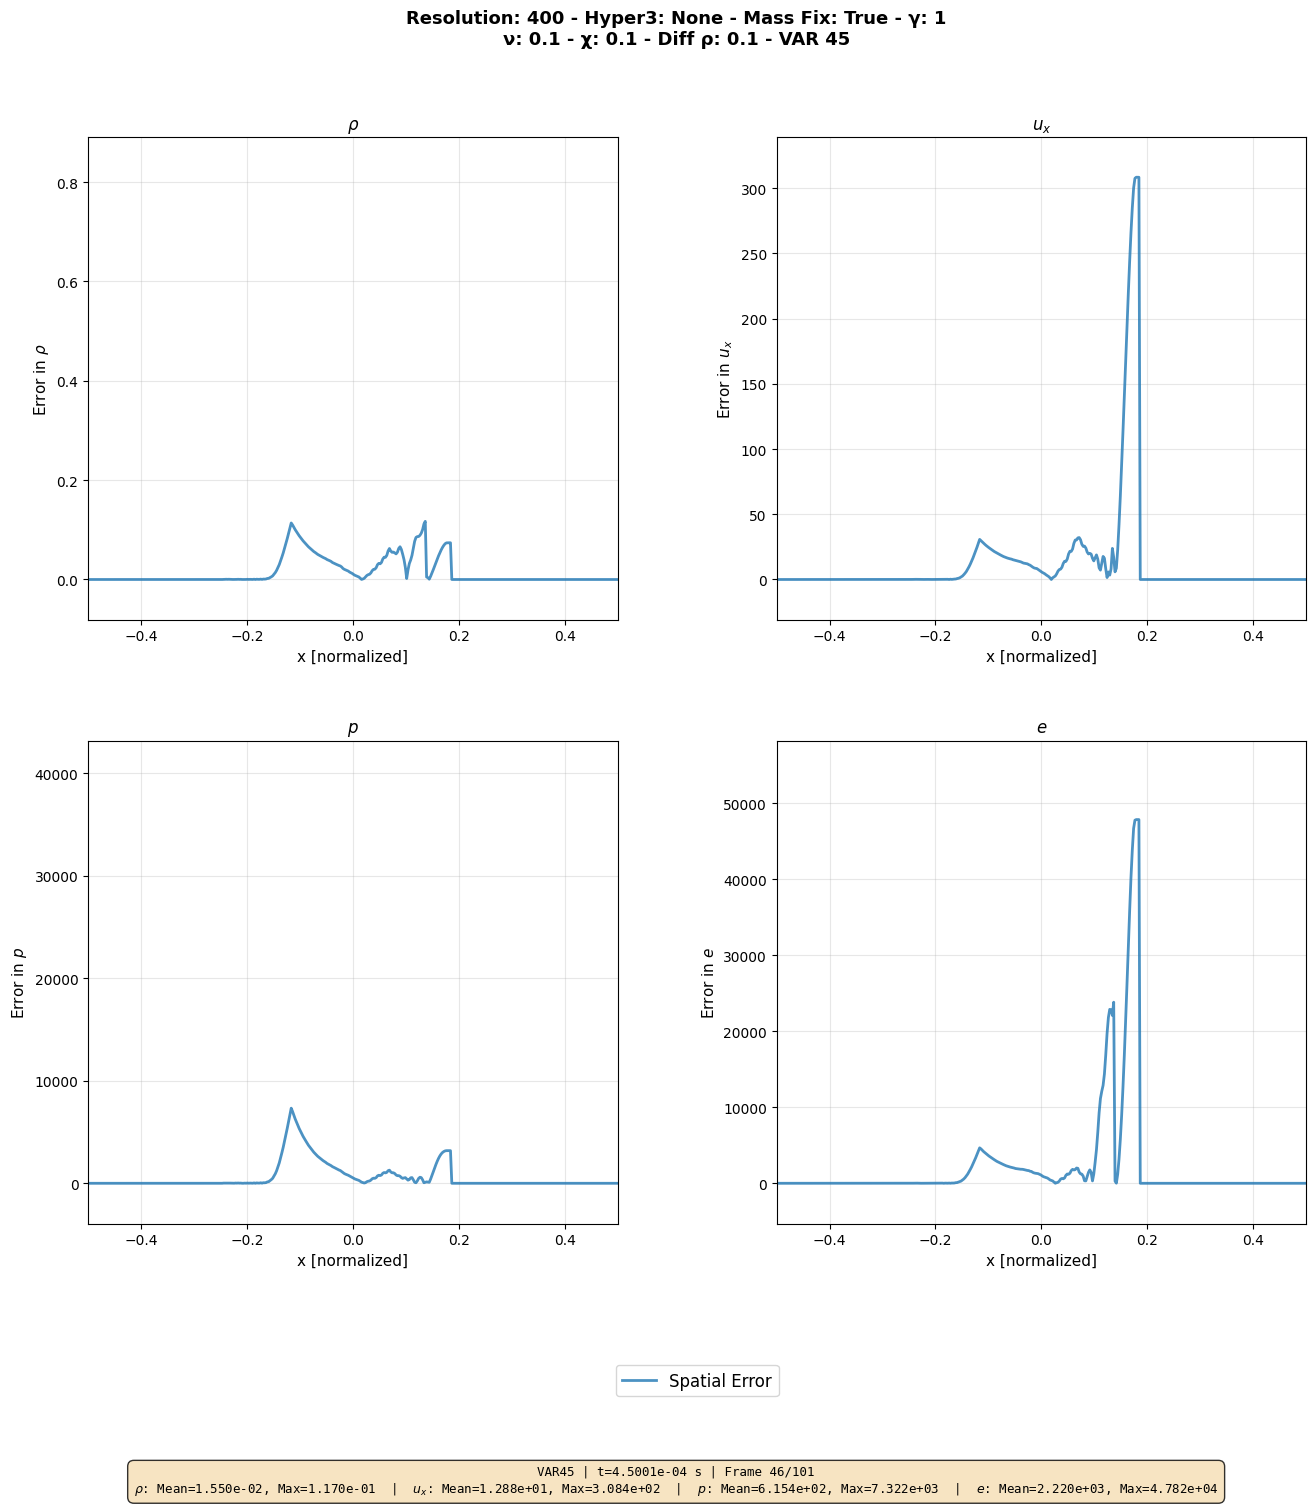 Resolution: 400 - Hyper3: None - Mass Fix: True - γ: 1
ν: 0.1 - χ: 0.1 - Diff ρ: 0.1 - VAR 45
ρ
0.8
0.6
0.4
0.2
0.0
Error in ρ
−0.4 −0.2 0.0 0.2 0.4
x [normalized]
u_x
300
250
200
150
100
50
0
Error in u_x
−0.4 −0.2 0.0 0.2 0.4
x [normalized]
p
40000
30000
20000
10000
0
Error in p
−0.4 −0.2 0.0 0.2 0.4
x [normalized]
e
50000
40000
30000
20000
10000
0
Error in e
−0.4 −0.2 0.0 0.2 0.4
x [normalized]
Spatial Error
VAR45 | t=4.5001e-04 s | Frame 46/101
ρ: Mean=1.550e-02, Max=1.170e-01 | u_x: Mean=1.288e+01, Max=3.084e+02 | p: Mean=6.154e+02, Max=7.322e+03 | e: Mean=2.220e+03, Max=4.782e+04